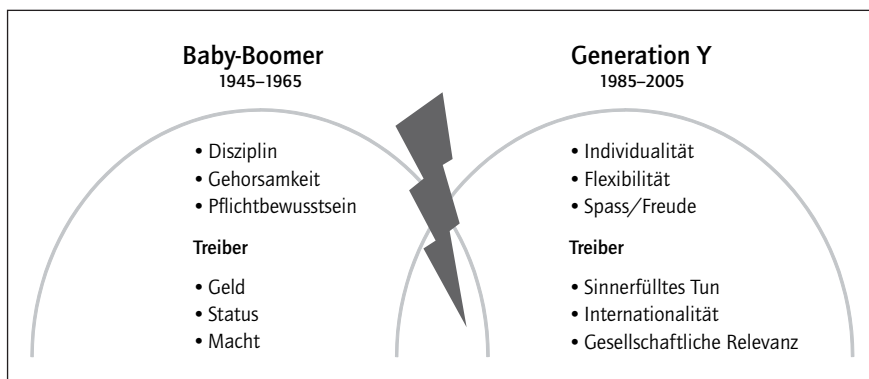 Baby-Boomer
1945–1965
• Disziplin
• Gehorsamkeit
• Pflichtbewusstsein
Treiber
• Geld
• Status
• Macht
Generation Y
1985–2005
• Individualität
• Flexibilität
• Spass/Freude
Treiber
• Sinnerfülltes Tun
• Internationalität
• Gesellschaftliche Relevanz